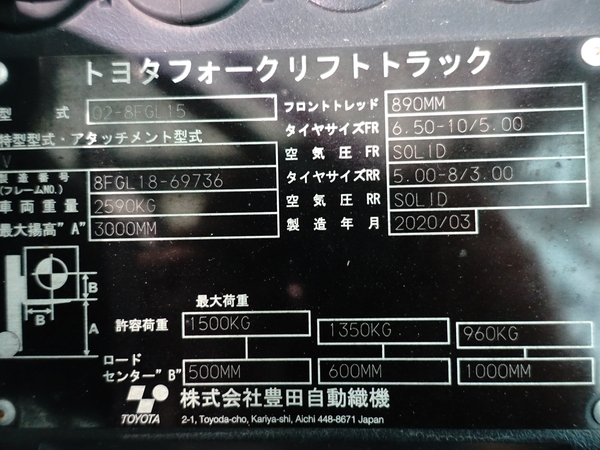 トヨタフォークリフトトラック
型 式 02-8FGL15
特型型式・アタッチメント型式
V
製造番号 (フレームNO.) 8FGL18-69736
車両重量 2590KG
最大揚高"A" 3000MM
フロントトレッド 890MM
タイヤサイズFR 6.50-10/5.00
空気圧 FR SOLID
タイヤサイズRR 5.00-8/3.00
空気圧 RR SOLID
製造年月 2020/03
B
B
A
最大荷重
許容荷重 1500KG 1350KG 960KG
ロードセンター"B" 500MM 600MM 1000MM
TOYOTA
株式会社豊田自動織機
2-1, Toyoda-cho, Kariya-shi, Aichi 448-8671 Japan